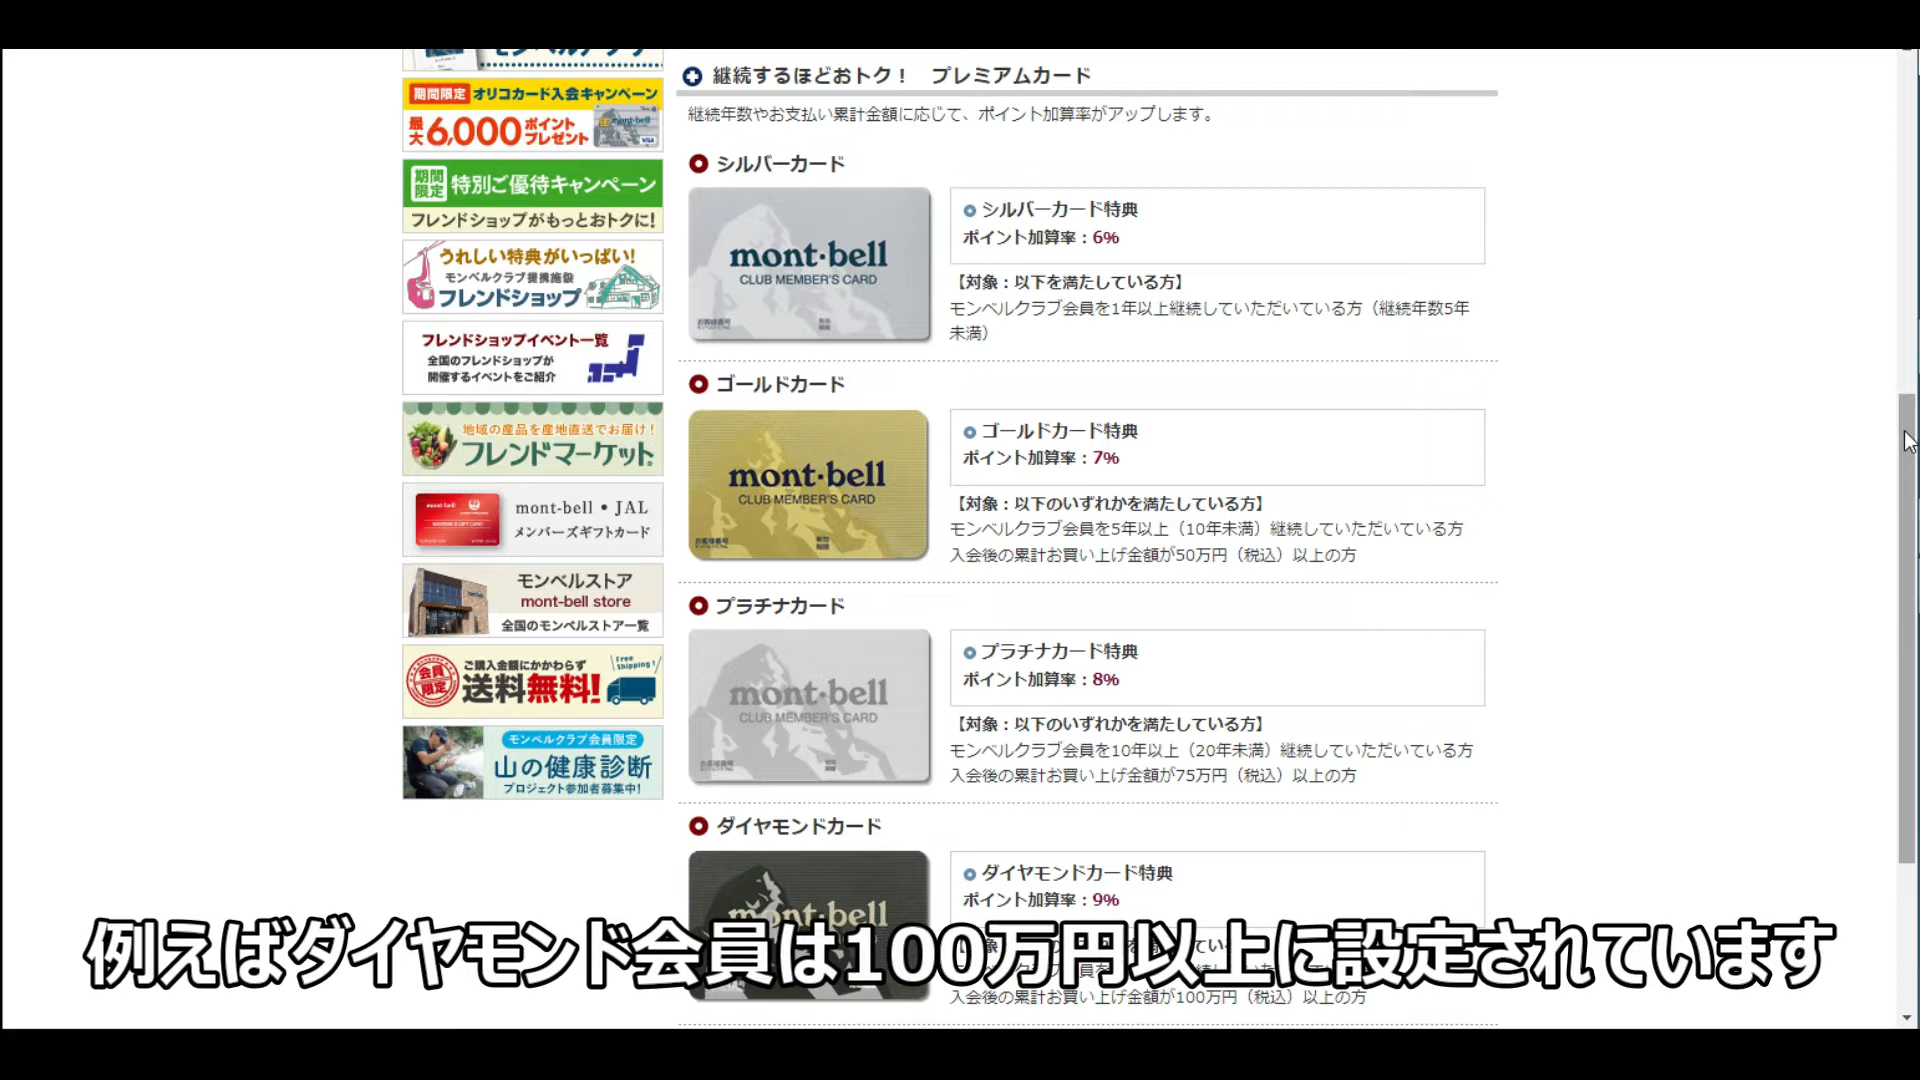 期間限定 オリコカード入会キャンペーン
最大6,000ポイントプレゼント
mont-bell
VISA
期間限定 特別ご優待キャンペーン
フレンドショップがもっとおトクに!
うれしい特典がいっぱい!
モンベルクラブ提携施設
フレンドショップ
フレンドショップイベント一覧
全国のフレンドショップが
開催するイベントをご紹介
地域の産品を産地直送でお届け!
フレンドマーケット
mont-bell • JAL
メンバーズギフトカード
モンベルストア
mont-bell store
全国のモンベルストア一覧
会員限定
ご購入金額にかかわらず
送料無料!
Free Shipping!
モンベルクラブ会員限定
山の健康診断
プロジェクト参加者募集中!
継続するほどおトク! プレミアムカード
継続年数やお支払い累計金額に応じて、ポイント加算率がアップします。
シルバーカード
mont・bell
CLUB MEMBER'S CARD
お客様番号
有効期限
シルバーカード特典
ポイント加算率：6%
【対象：以下を満たしている方】
モンベルクラブ会員を1年以上継続していただいている方（継続年数5年
未満）
ゴールドカード
mont・bell
CLUB MEMBER'S CARD
お客様番号
有効期限
ゴールドカード特典
ポイント加算率：7%
【対象：以下のいずれかを満たしている方】
モンベルクラブ会員を5年以上（10年未満）継続していただいている方
入会後の累計お買い上げ金額が50万円（税込）以上の方
プラチナカード
mont・bell
CLUB MEMBER'S CARD
お客様番号
有効期限
プラチナカード特典
ポイント加算率：8%
【対象：以下のいずれかを満たしている方】
モンベルクラブ会員を10年以上（20年未満）継続していただいている方
入会後の累計お買い上げ金額が75万円（税込）以上の方
ダイヤモンドカード
mont・bell
ダイヤモンドカード特典
ポイント加算率：9%
入会後の累計お買い上げ金額が100万円（税込）以上の方
例えばダイヤモンド会員は100万円以上に設定されています